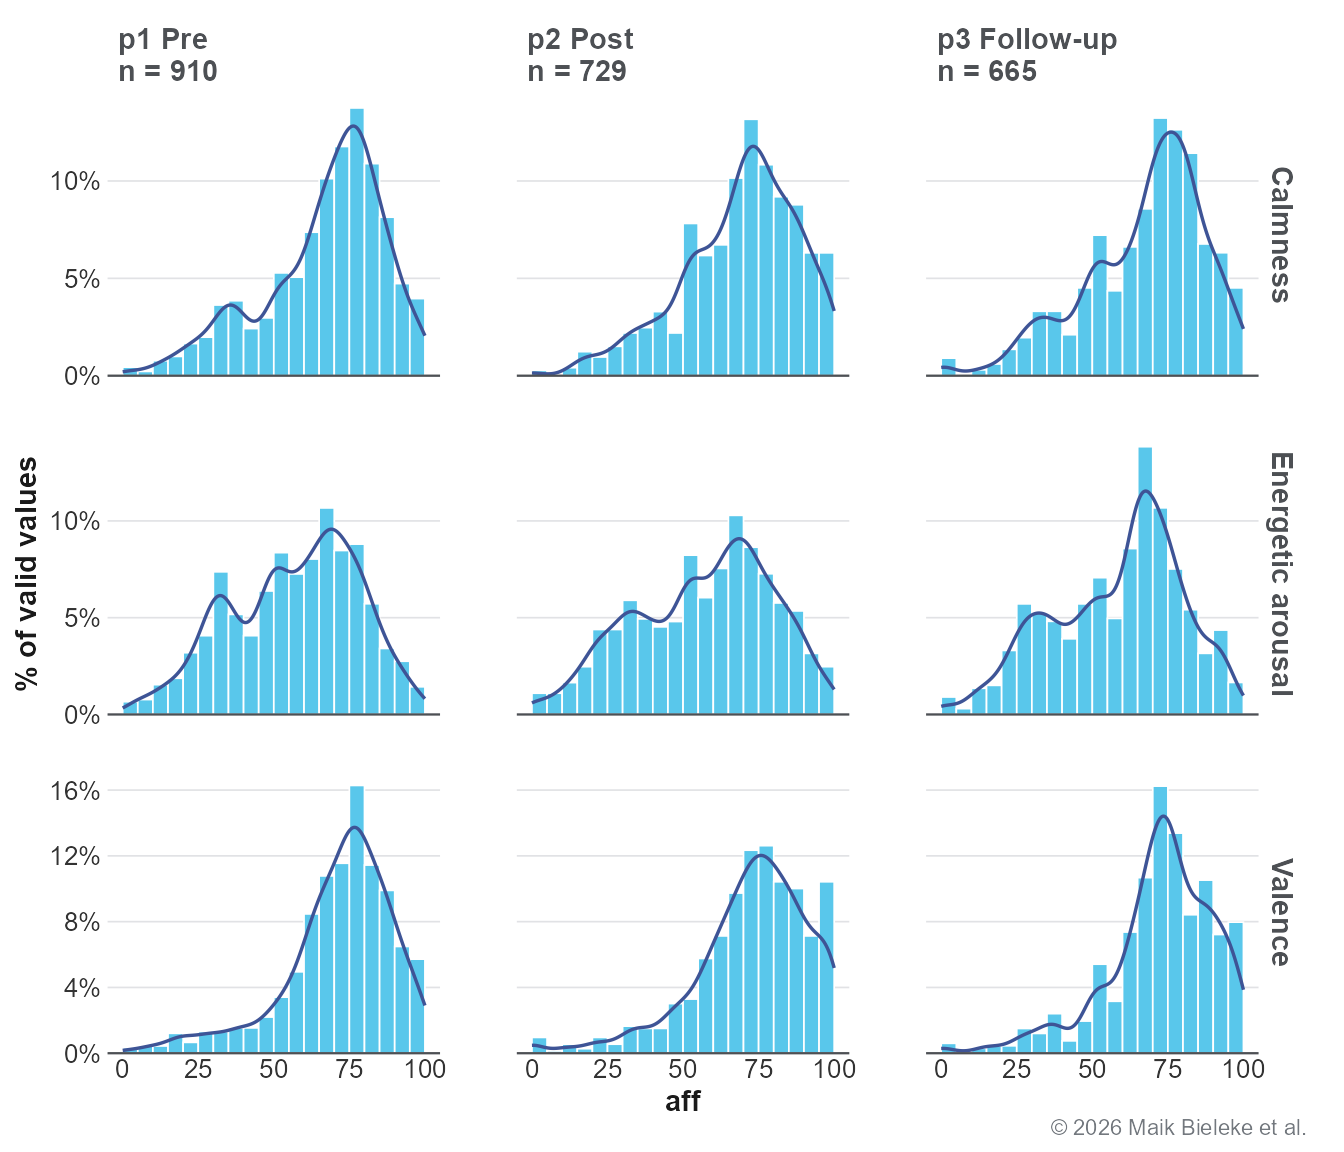 p1 Pre
n = 910
p2 Post
n = 729
p3 Follow-up
n = 665
10%
5%
0%
Calmness
% of valid values
10%
5%
0%
Energetic arousal
16%
12%
8%
4%
0%
Valence
0 25 50 75 100
0 25 50 75 100
0 25 50 75 100
aff
© 2026 Maik Bieleke et al.